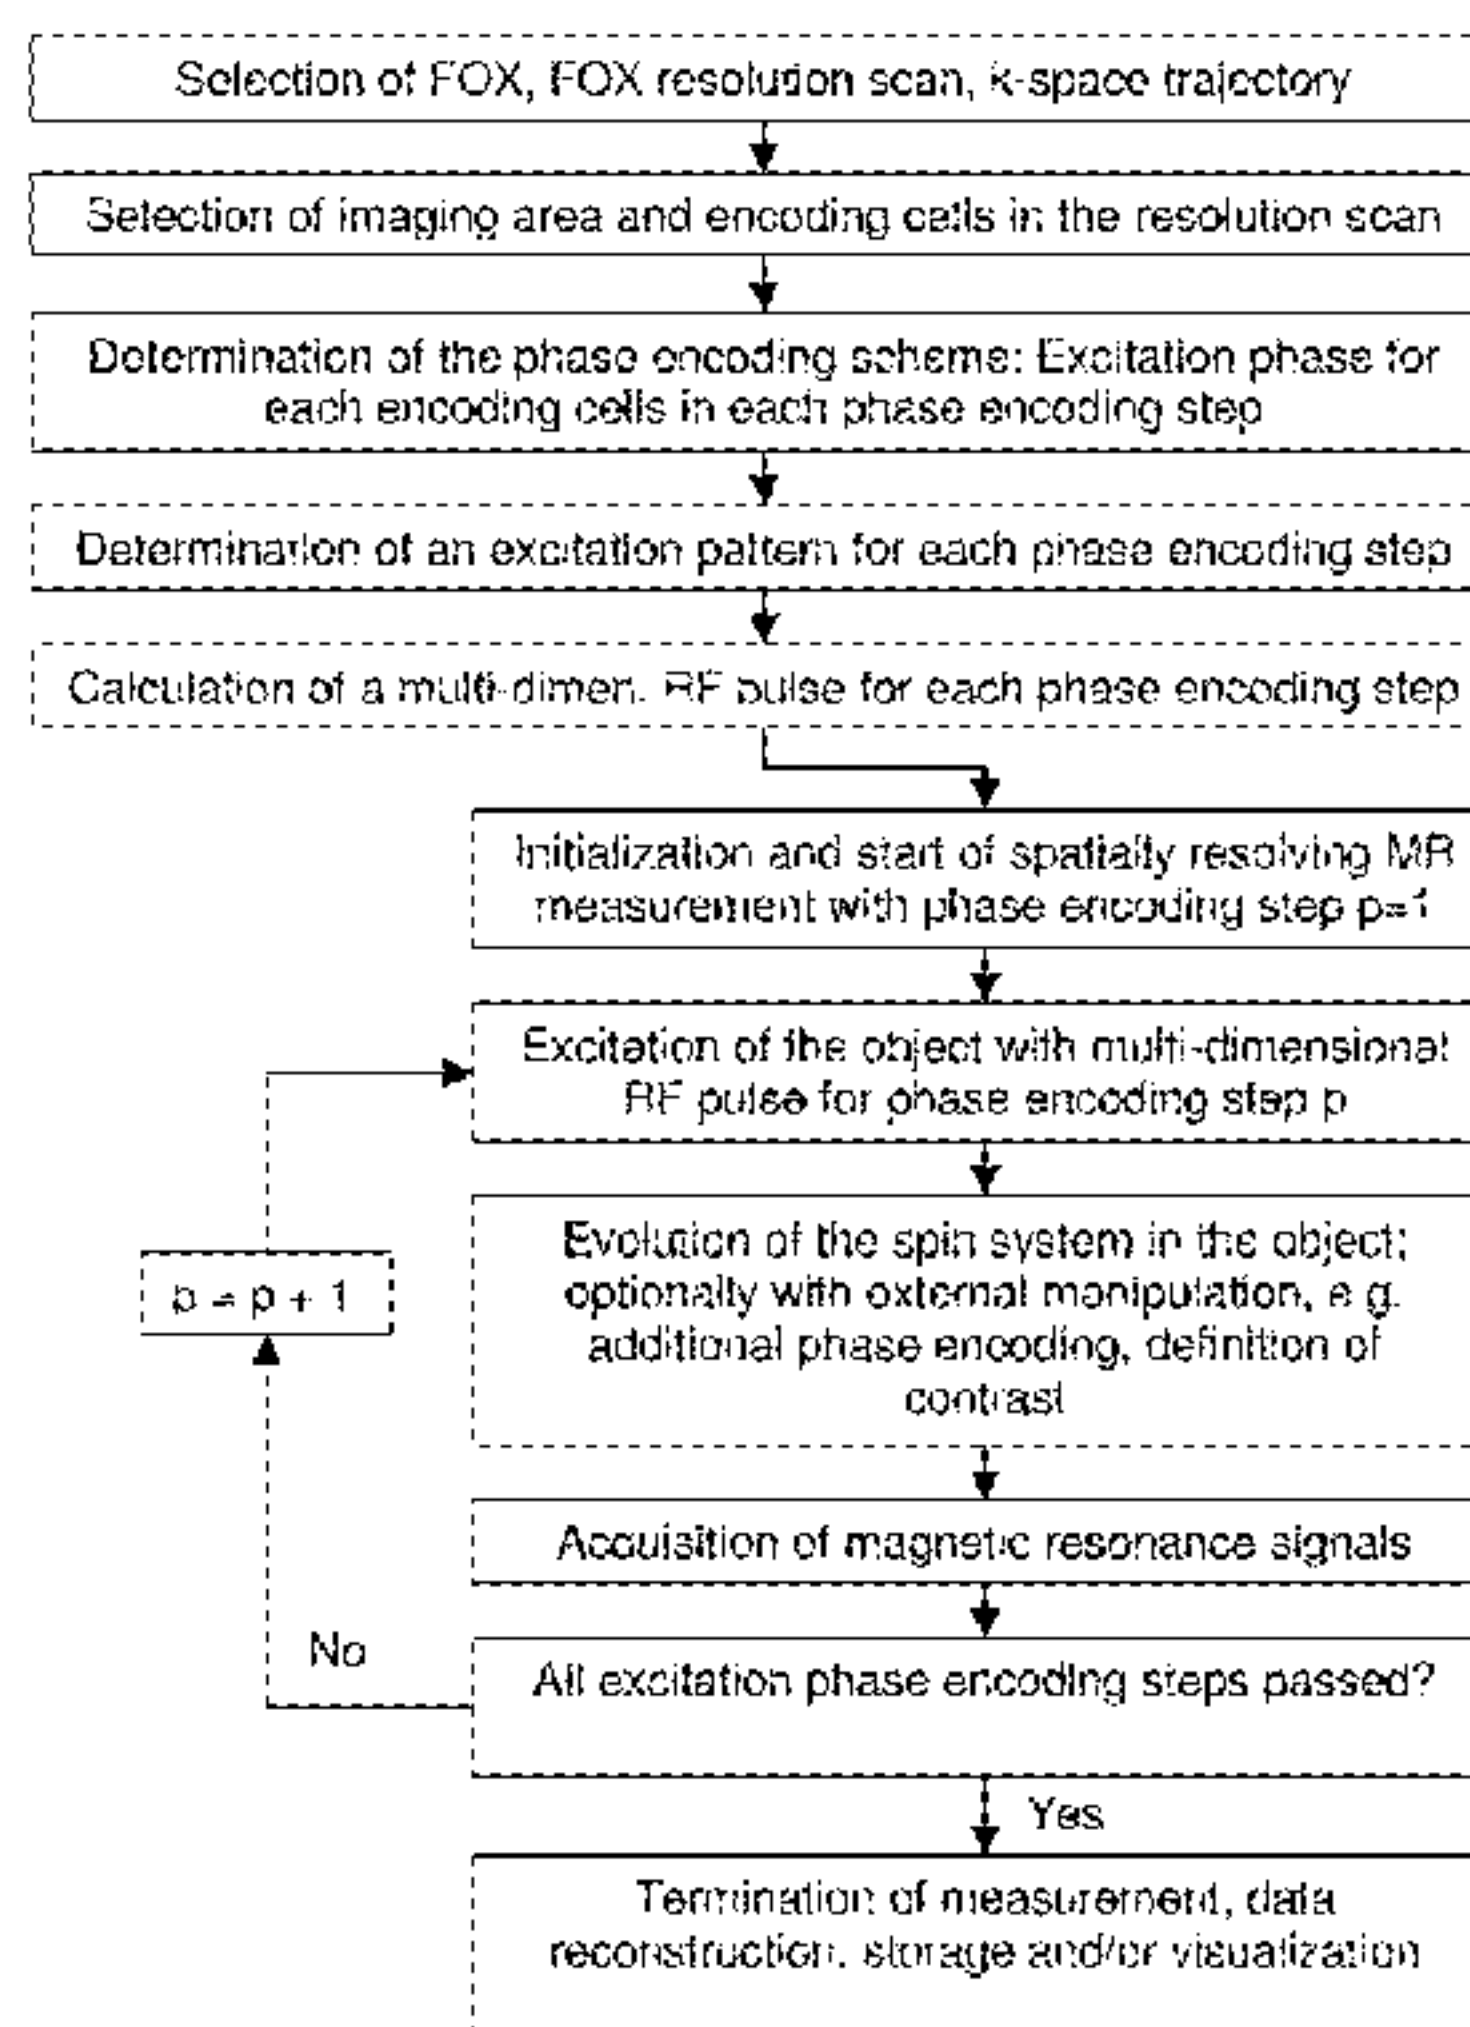 Selection of FOX, FOX resolution scan, k-space trajectory
Selection of imaging area and encoding cells in the resolution scan
Determination of the phase encoding scheme: Excitation phase for
each encoding cells in each phase encoding step
Determination of an excitation pattern for each phase encoding step
Calculation of a multi-dimen. RF pulse for each phase encoding step
Initialization and start of spatially resolving MR
measurement with phase encoding step p=1
Excitation of the object with multi-dimensional
RF pulse for phase encoding step p
Evolution of the spin system in the object;
optionally with external manipulation, e.g.
additional phase encoding, definition of
contrast
p = p + 1
Acquisition of magnetic resonance signals
No
All excitation phase encoding steps passed?
Yes
Termination of measurement, data
reconstruction, storage and/or visualization